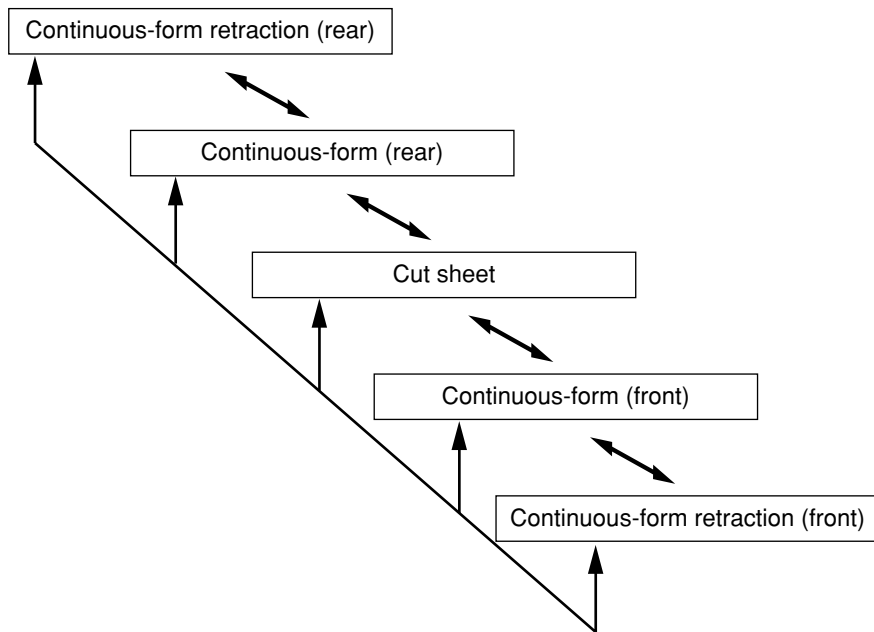 Continuous-form retraction (rear)
Continuous-form (rear)
Cut sheet
Continuous-form (front)
Continuous-form retraction (front)